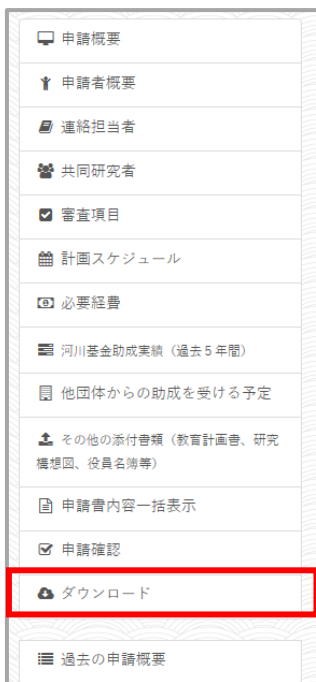 申請概要
申請者概要
連絡担当者
共同研究者
審査項目
計画スケジュール
必要経費
河川基金助成実績（過去５年間）
他団体からの助成を受ける予定
その他の添付書類（教育計画書、研究
構想図、役員名簿等）
申請書内容一括表示
申請確認
ダウンロード
過去の申請概要